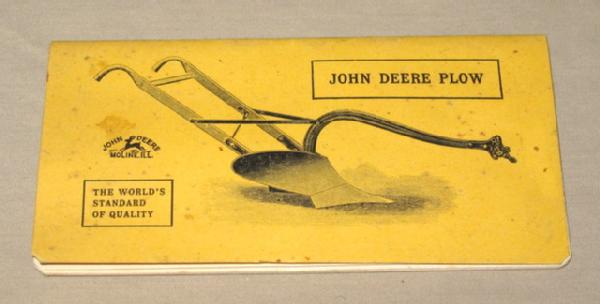 JOHN DEERE PLOW
JOHN DEERE
MOLINE, ILL.
THE WORLD'S
STANDARD
OF QUALITY